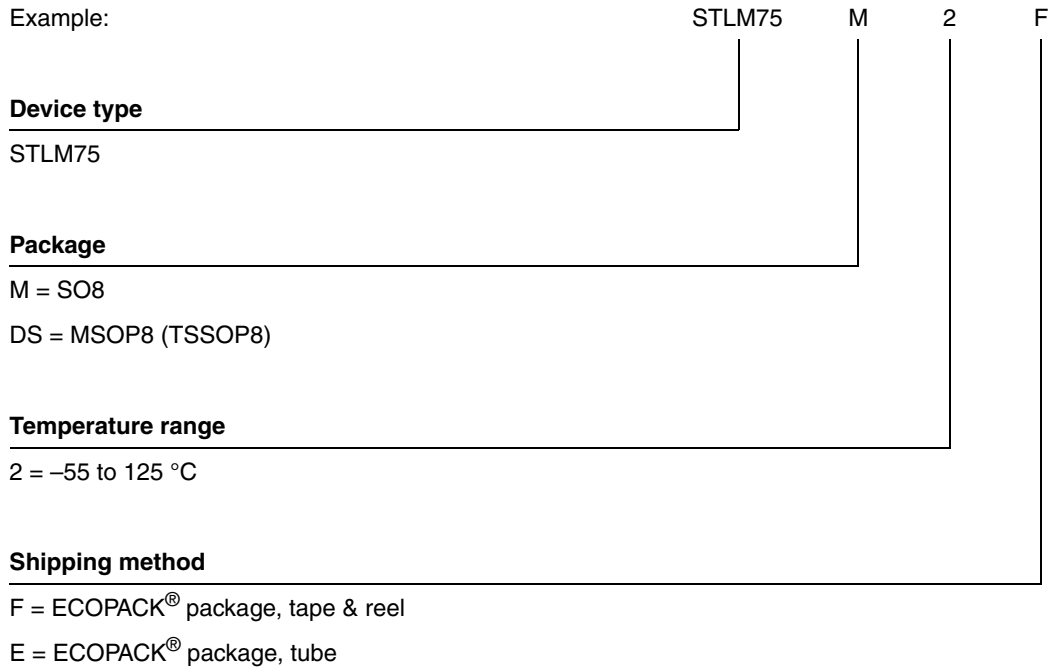 Example: STLM75 M 2 F
Device type
STLM75
Package
M = SO8
DS = MSOP8 (TSSOP8)
Temperature range
2 = –55 to 125 °C
Shipping method
F = ECOPACK® package, tape & reel
E = ECOPACK® package, tube